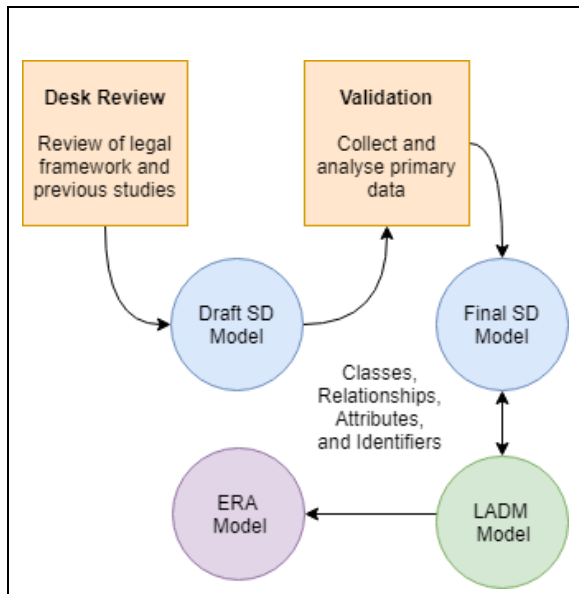 Desk Review
Review of legal
framework and
previous studies
Validation
Collect and
analyse primary
data
Draft SD
Model
Final SD
Model
Classes,
Relationships,
Attributes,
and Identifiers
ERA
Model
LADM
Model